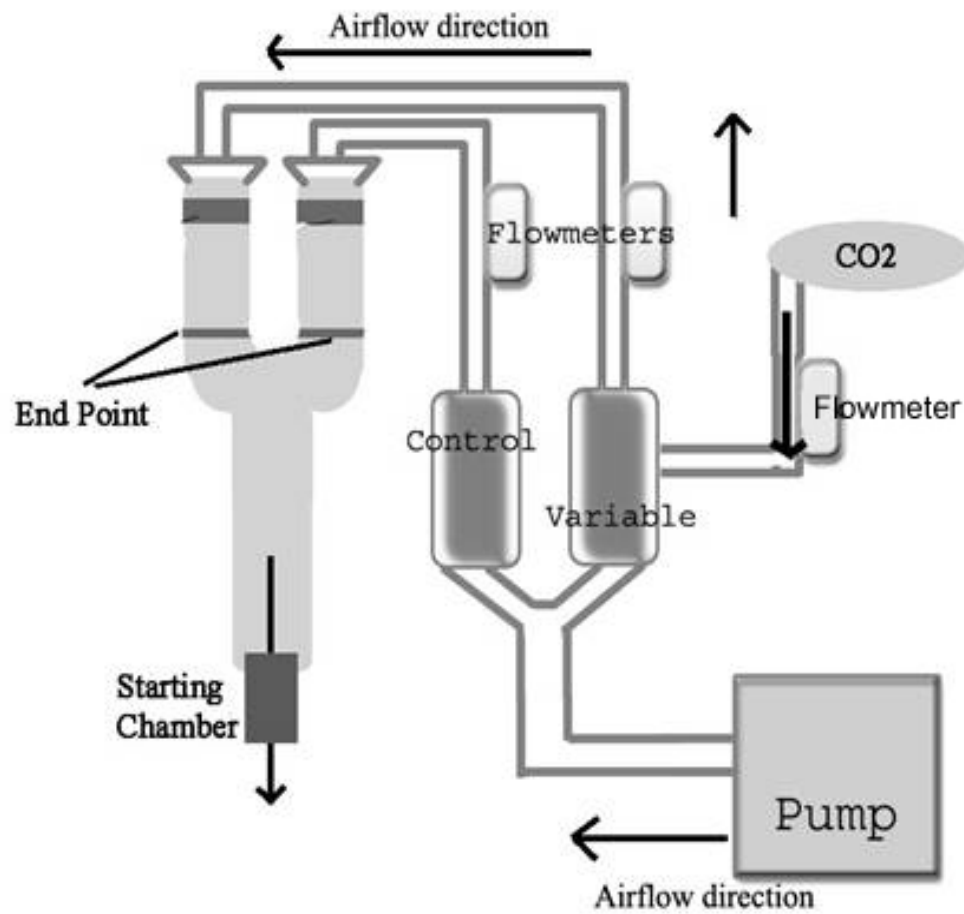 Airflow direction
Flowmeters
CO2
Flowmeter
End Point
Control
Variable
Starting
Chamber
Pump
Airflow direction